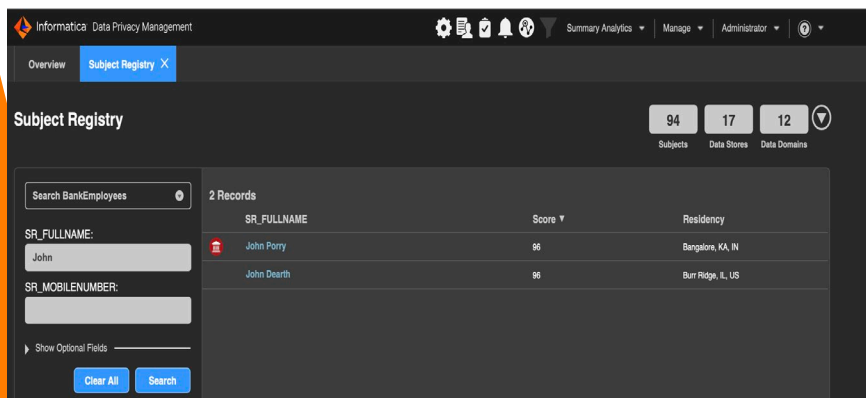 Informatica Data Privacy Management
Summary Analytics Manage Administrator ?
Overview Subject Registry X
Subject Registry
94 17 12
Subjects Data Stores Data Domains
Search BankEmployees
SR_FULLNAME:
John
SR_MOBILENUMBER:
Show Optional Fields
Clear All Search
2 Records
SR_FULLNAME Score Residency
John Porry 96 Bangalore, KA, IN
John Dearth 96 Burr Ridge, IL, US